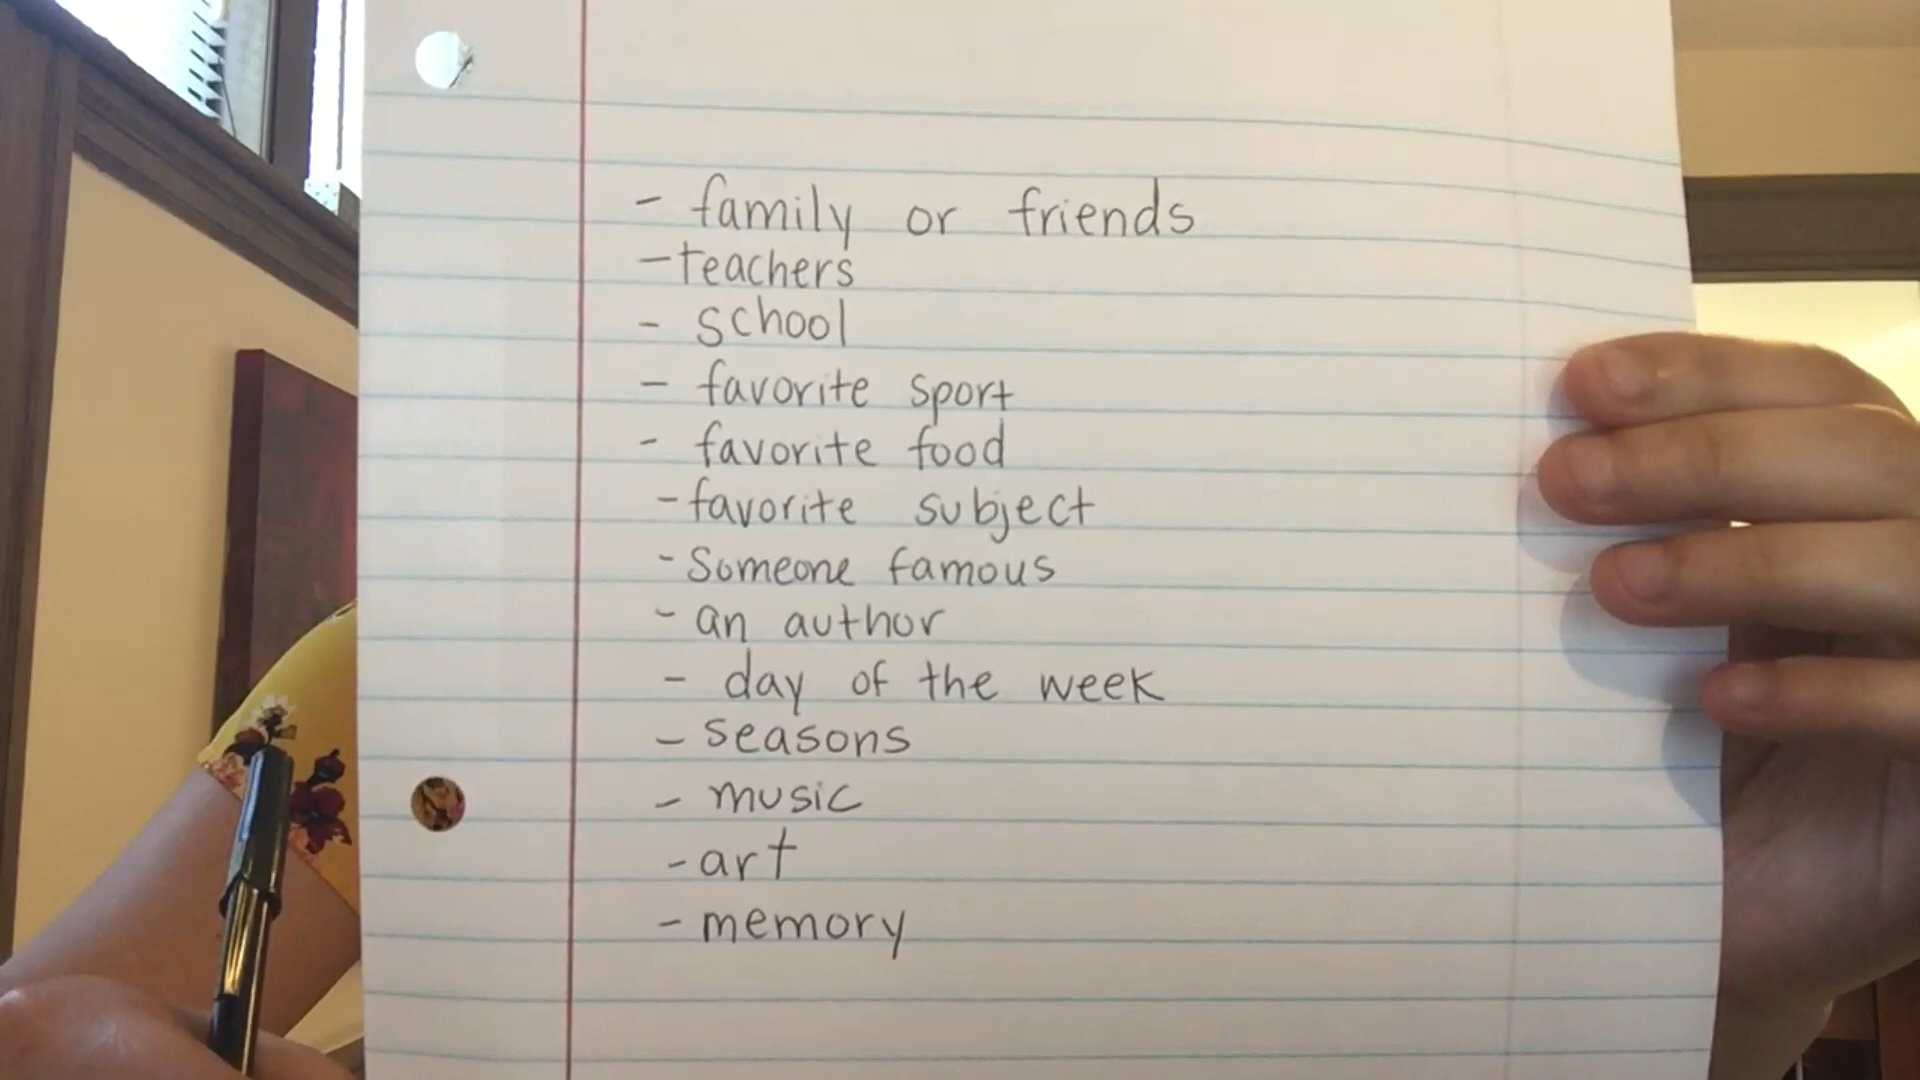 - family or friends
- teachers
- school
- favorite sport
- favorite food
- favorite subject
- Someone famous
- an author
- day of the week
- seasons
- music
- art
- memory